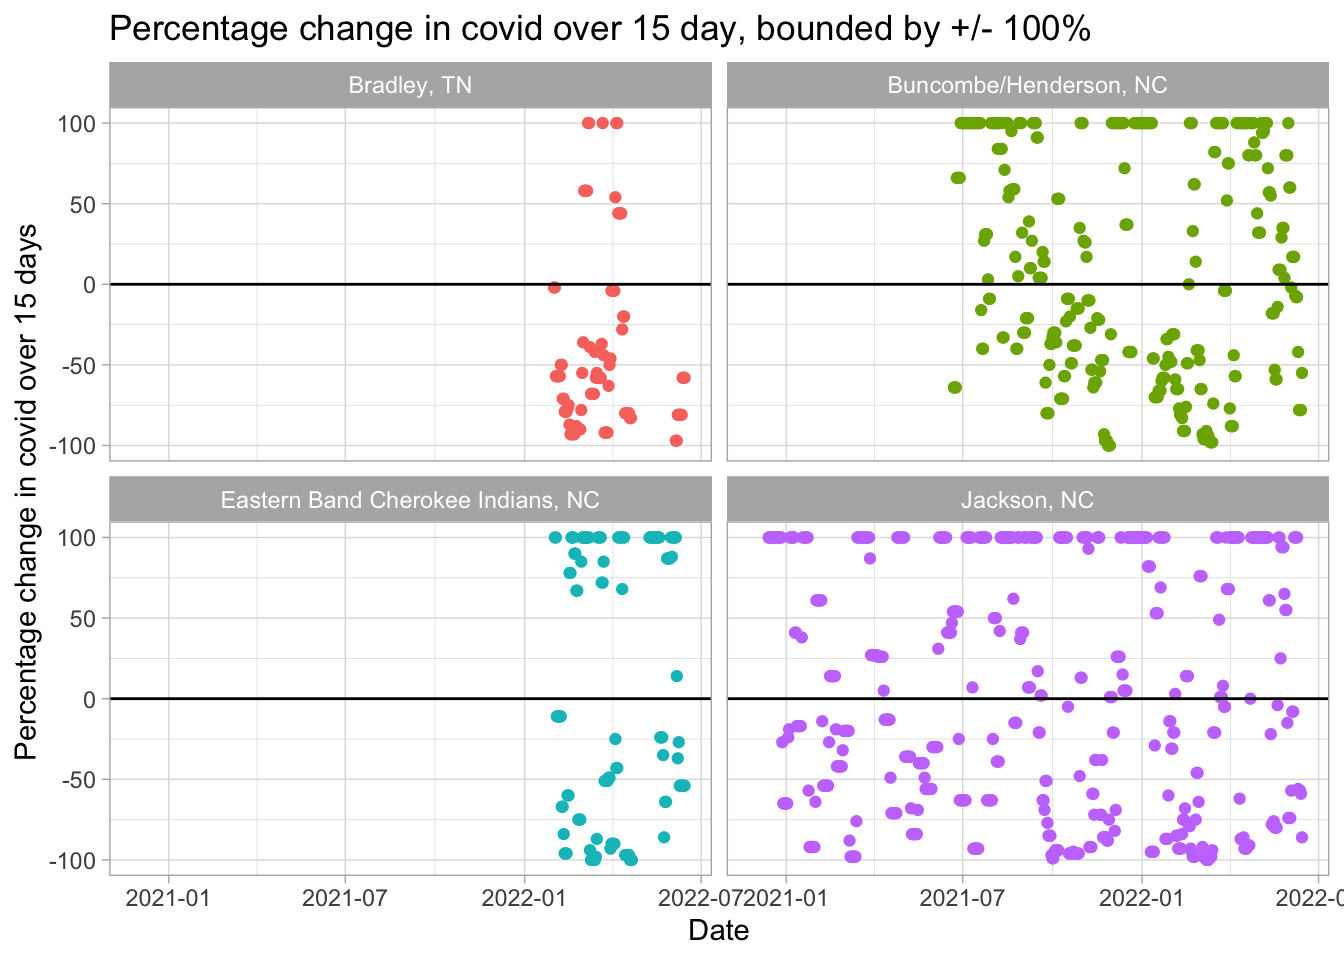 Percentage change in covid over 15 day, bounded by +/- 100%
Bradley, TN
Buncombe/Henderson, NC
100
50
0
-50
-100
Eastern Band Cherokee Indians, NC
Jackson, NC
100
50
0
-50
-100
Percentage change in covid over 15 days
2021-01
2021-07
2022-01
2022-07
2021-01
2021-07
2022-01
2022-0
Date